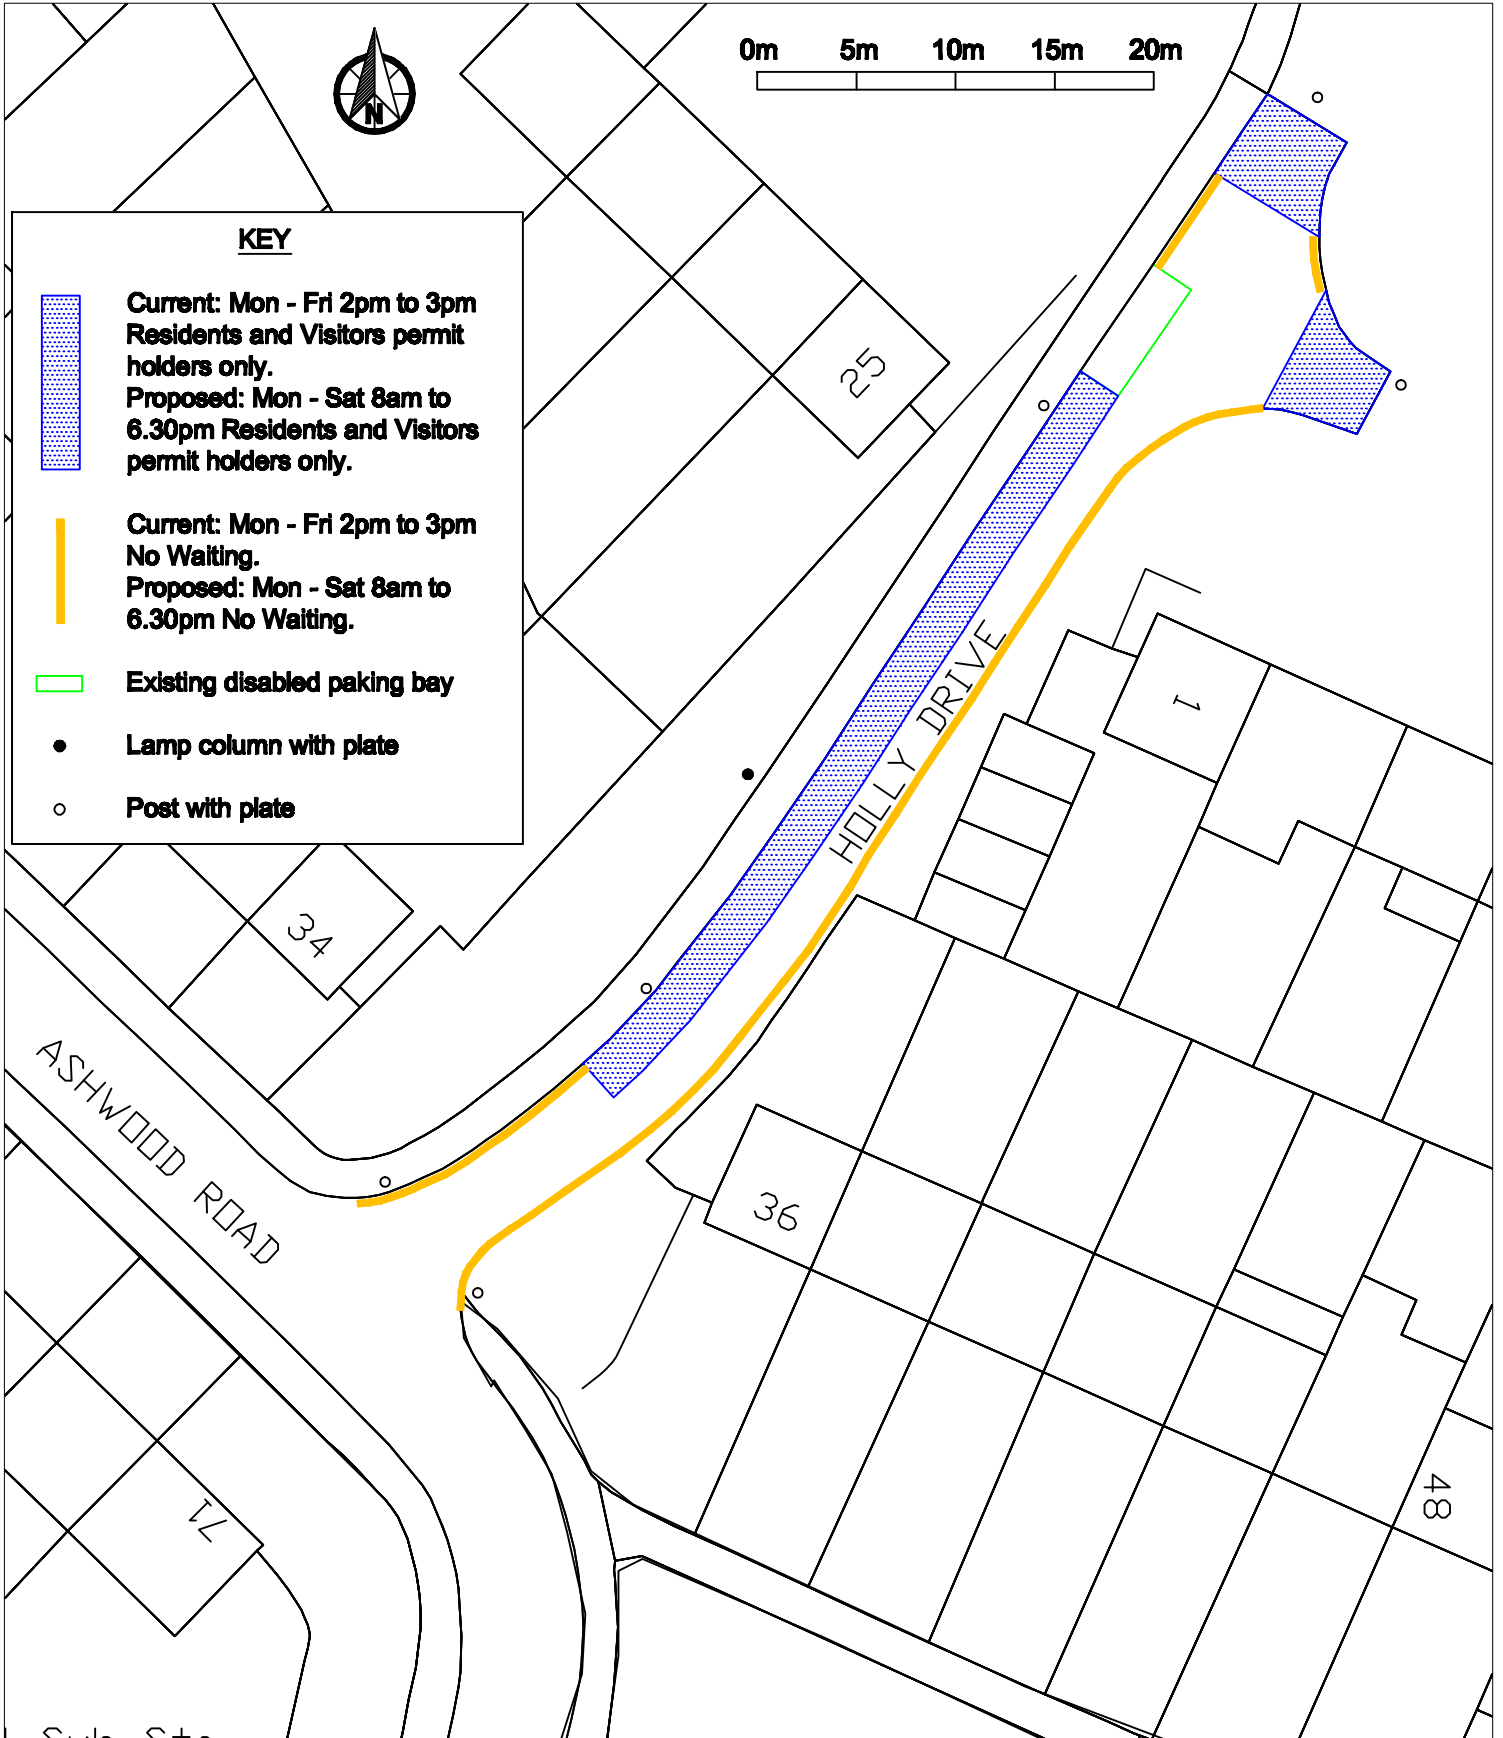 0m 5m 10m 15m 20m
N
KEY
Current: Mon - Fri 2pm to 3pm
Residents and Visitors permit
holders only.
Proposed: Mon - Sat 8am to
6.30pm Residents and Visitors
permit holders only.
Current: Mon - Fri 2pm to 3pm
No Waiting.
Proposed: Mon - Sat 8am to
6.30pm No Waiting.
Existing disabled paking bay
Lamp column with plate
Post with plate
25
1
HOLLY DRIVE
34
ASHWOOD ROAD
36
48
71